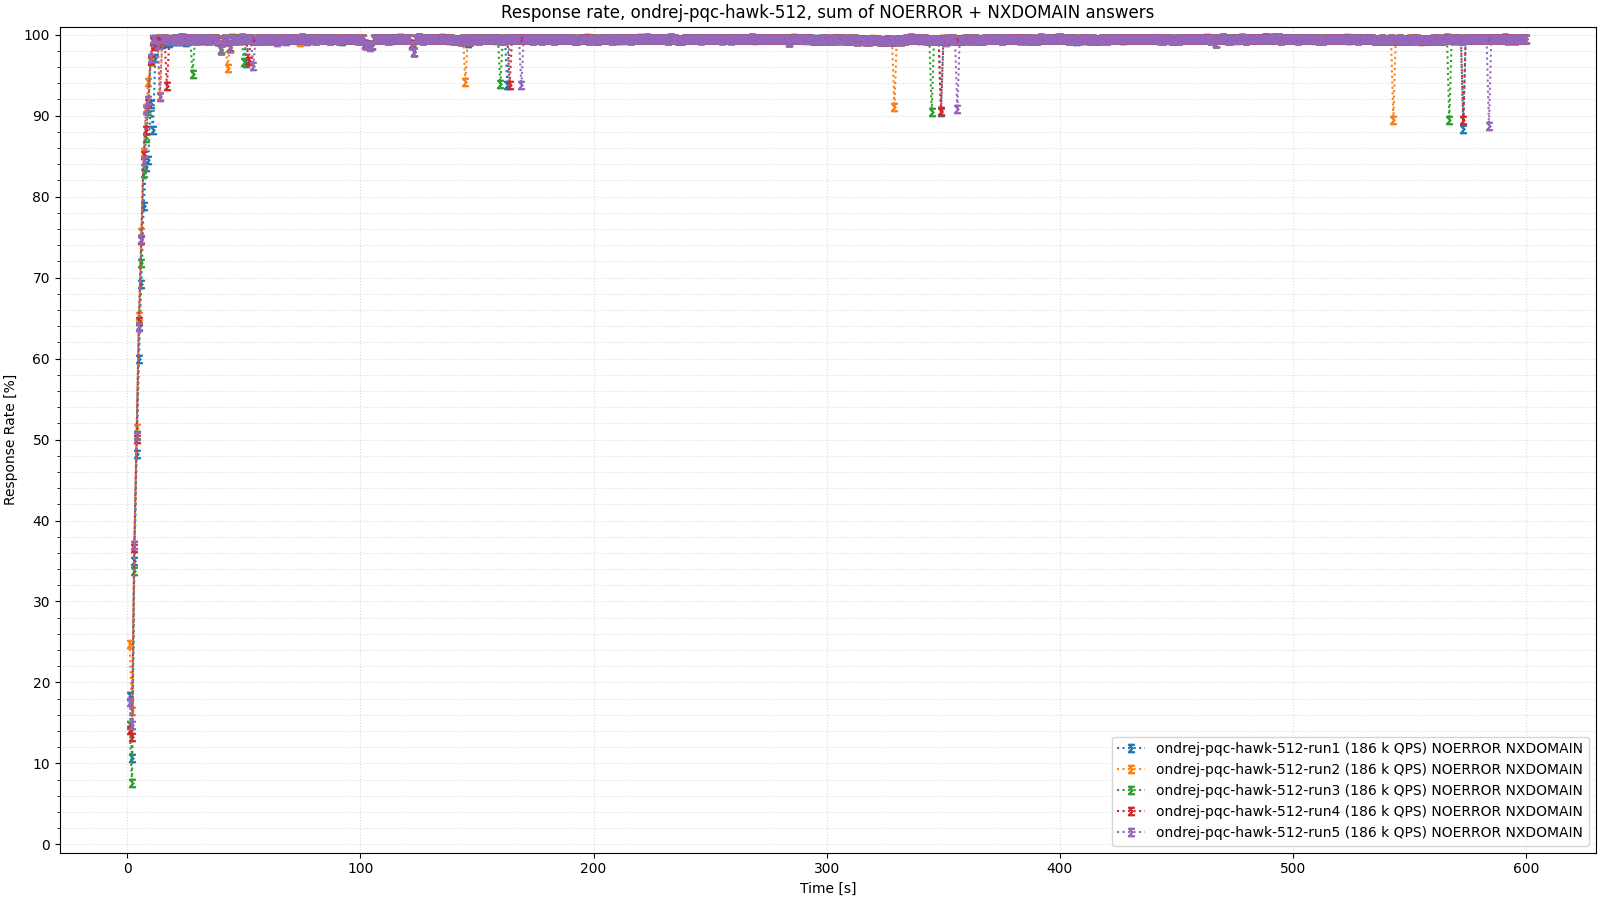 Response rate, ondrej-pqc-hawk-512, sum of NOERROR + NXDOMAIN answers
Response Rate [%]
100
90
80
70
60
50
40
30
20
10
0
0 100 200 300 400 500 600
Time [s]
ondrej-pqc-hawk-512-run1 (186 k QPS) NOERROR NXDOMAIN
ondrej-pqc-hawk-512-run2 (186 k QPS) NOERROR NXDOMAIN
ondrej-pqc-hawk-512-run3 (186 k QPS) NOERROR NXDOMAIN
ondrej-pqc-hawk-512-run4 (186 k QPS) NOERROR NXDOMAIN
ondrej-pqc-hawk-512-run5 (186 k QPS) NOERROR NXDOMAIN